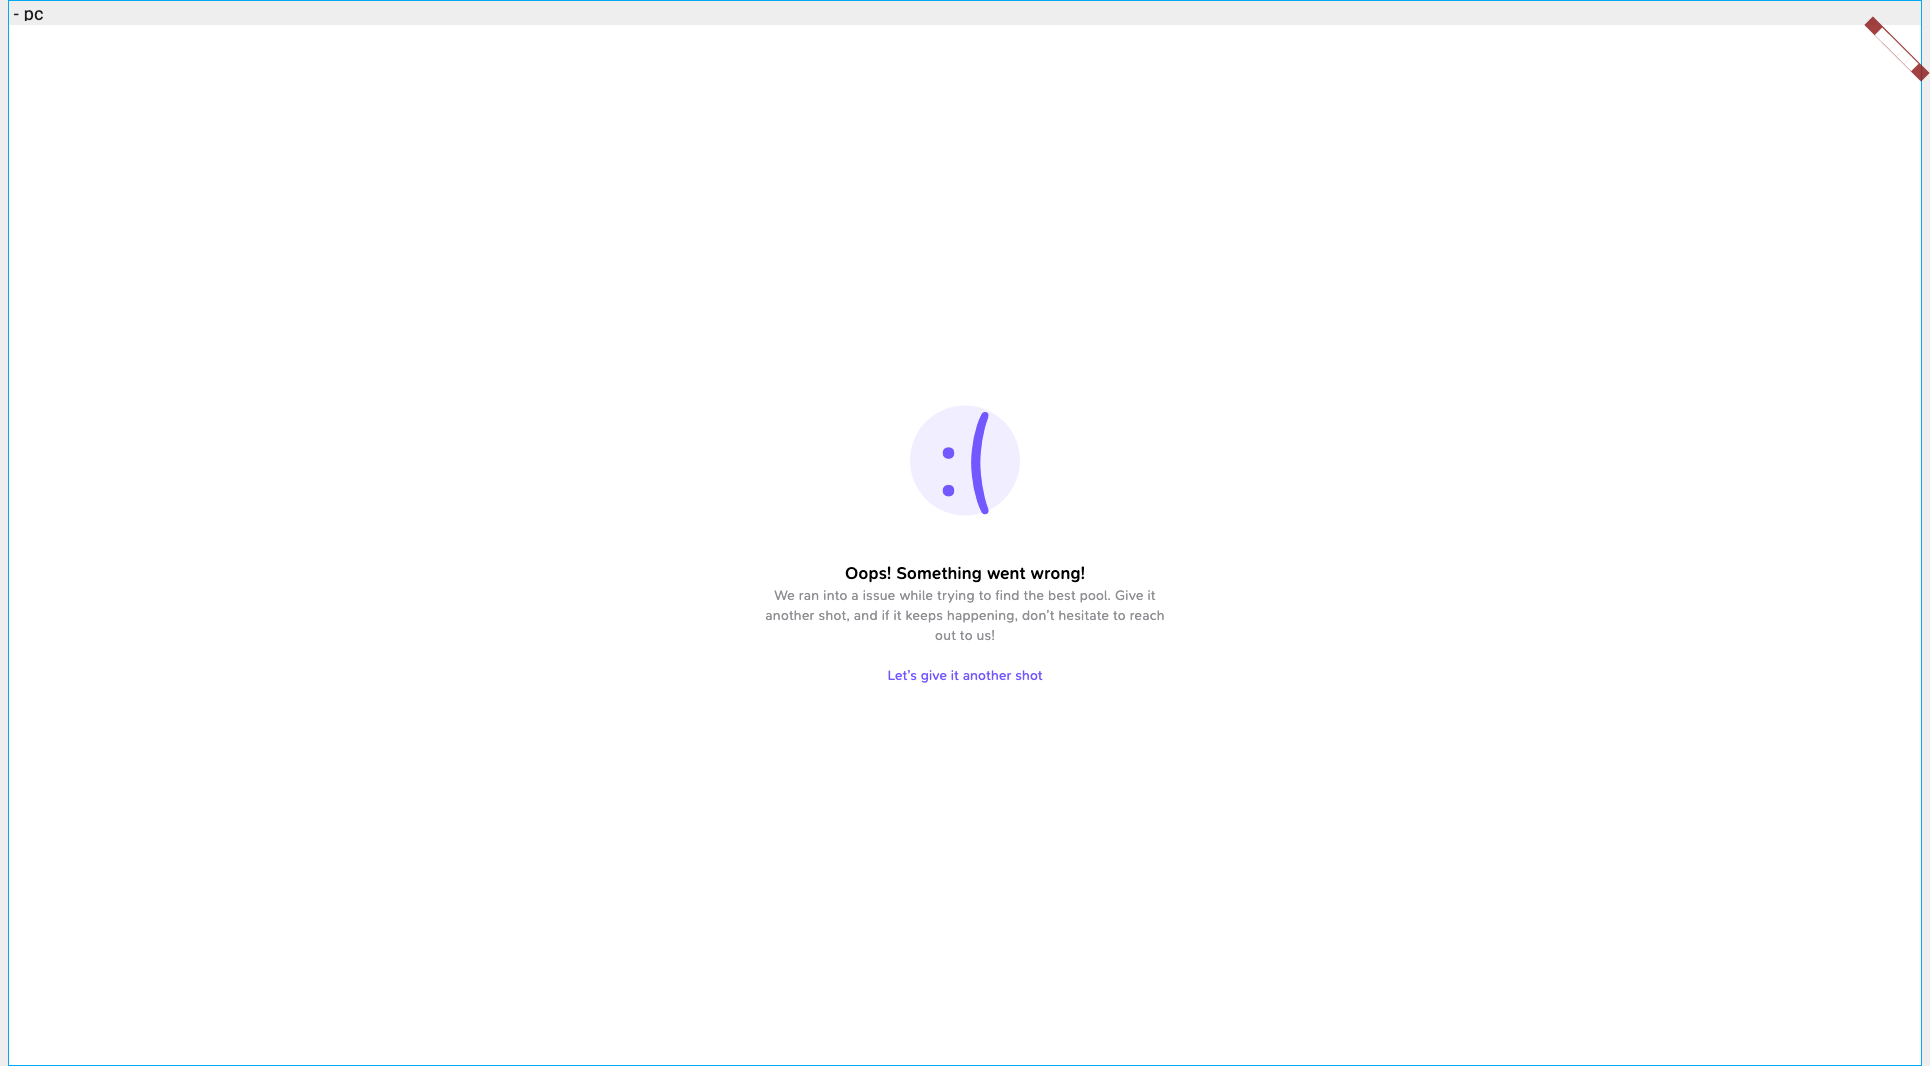 - pc
Oops! Something went wrong!
We ran into a issue while trying to find the best pool. Give it
another shot, and if it keeps happening, don't hesitate to reach
out to us!
Let's give it another shot